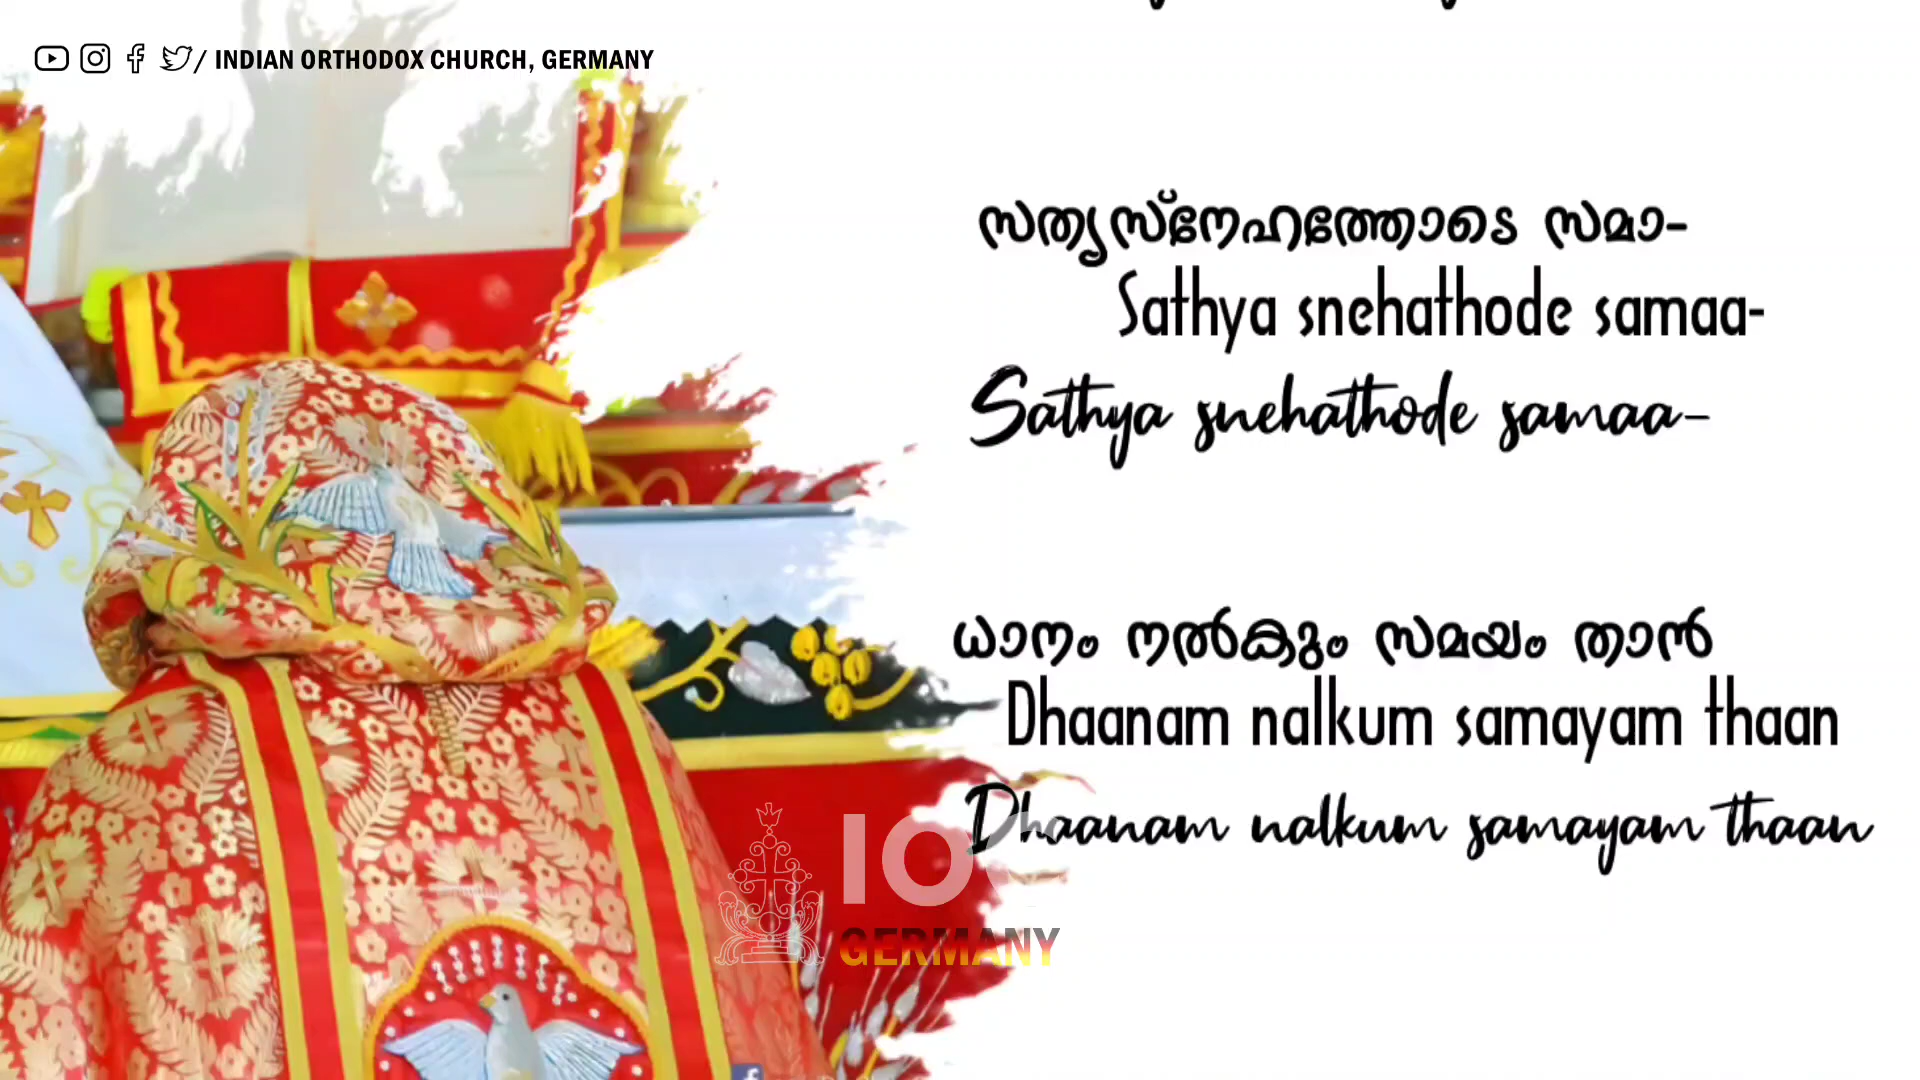 / INDIAN ORTHODOX CHURCH, GERMANY
സത്യസ്നേഹത്തോടെ സമാ-
Sathya snehathode samaa-
Sathya snehathode samaa-
ധാനം നൽകും സമയം താൻ
Dhaanam nalkum samayam thaan
Dhaanam nalkum samayam thaan
IOC
GERMANY